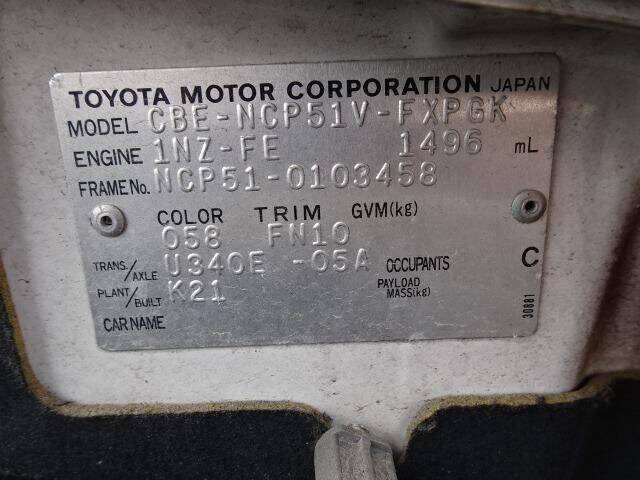 TOYOTA MOTOR CORPORATION JAPAN
MODEL CBE-NCP51V-FXPGK
ENGINE 1NZ-FE 1496 mL
FRAME No. NCP51-0103458
COLOR TRIM GVM(kg)
058 FN10
TRANS./AXLE U340E -05A OCCUPANTS C
PLANT/BUILT K21 PAYLOAD MASS(kg)
CAR NAME
30881